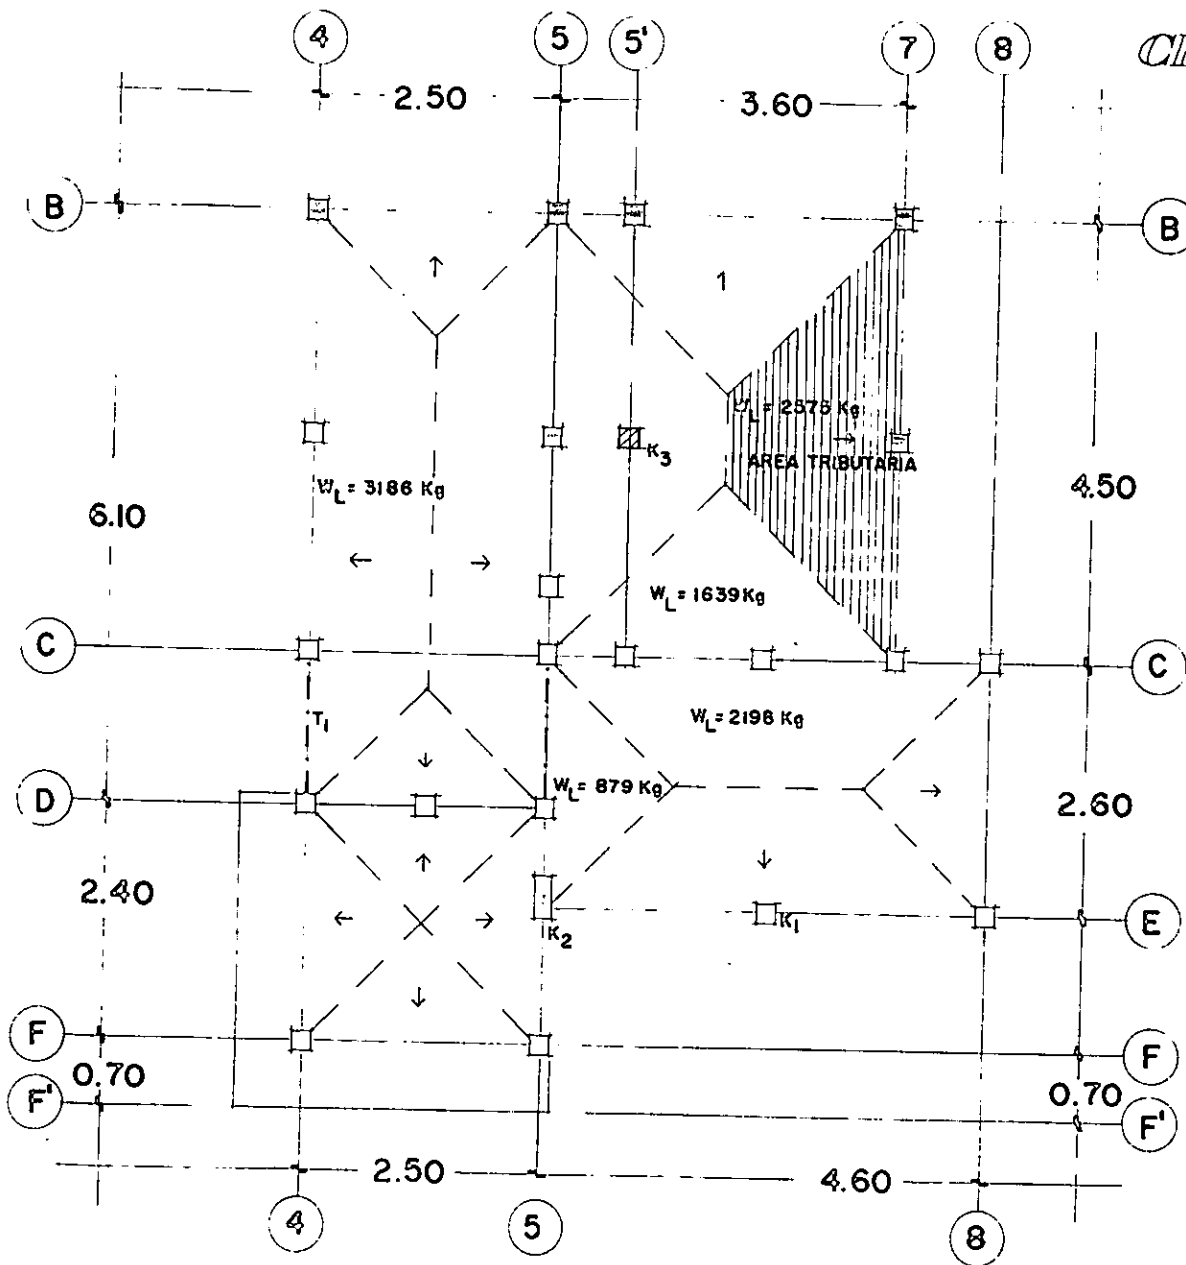 4 5 5' 7 8
2.50 3.60
B B
1
W_L = 2575 Kg
K3
AREA TRIBUTARIA
W_L = 3186 Kg
6.10 4.50
W_L = 1639 Kg
C C
T1
W_L = 2198 Kg
W_L = 879 Kg
D
2.60
2.40
K2 K1 E
F F
0.70 0.70
F' F'
2.50 4.60
4 5 8